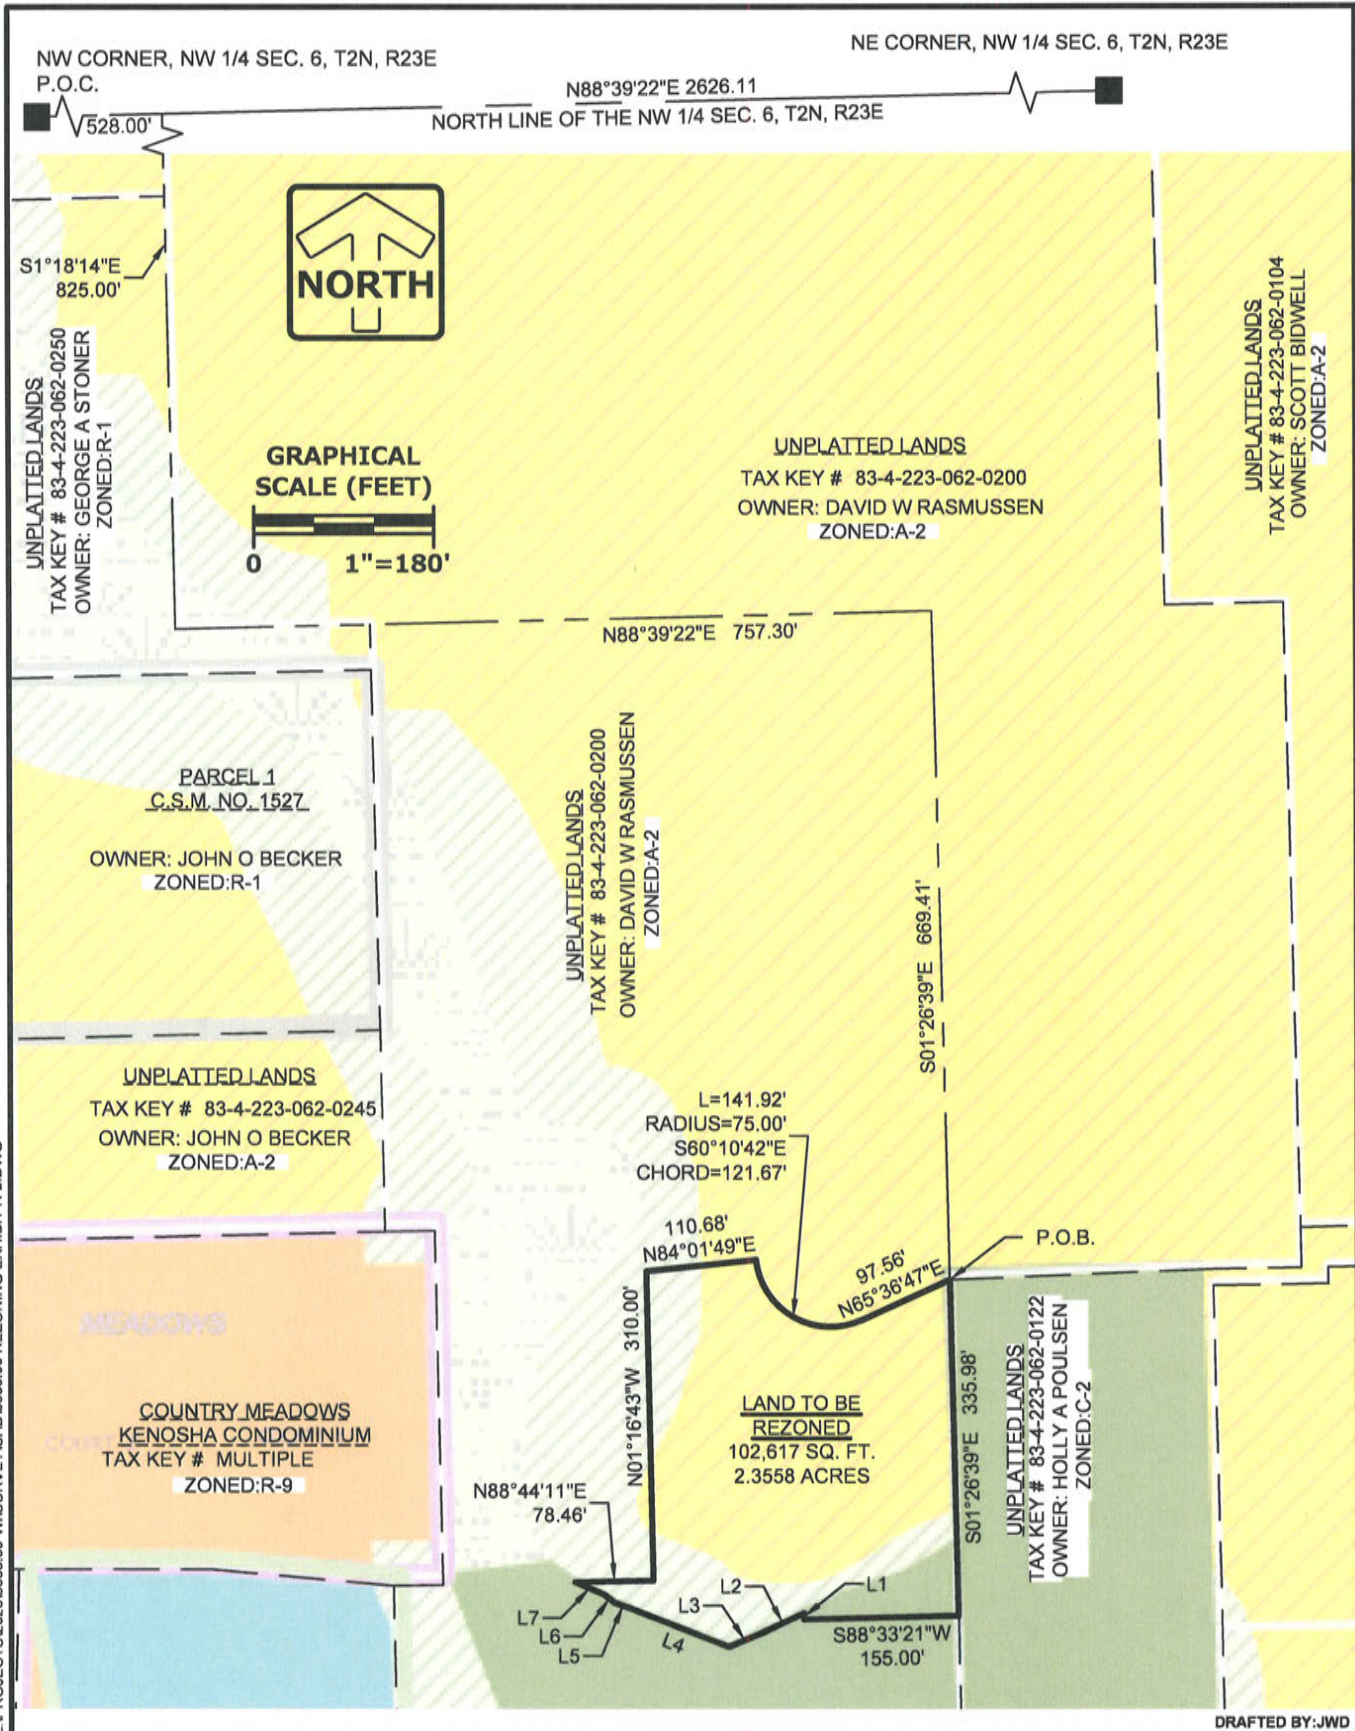 NW CORNER, NW 1/4 SEC. 6, T2N, R23E
P.O.C.
NE CORNER, NW 1/4 SEC. 6, T2N, R23E
N88°39'22"E 2626.11
NORTH LINE OF THE NW 1/4 SEC. 6, T2N, R23E
528.00'
S1°18'14"E
825.00'
NORTH
GRAPHICAL
SCALE (FEET)
0 1"=180'
UNPLATTED LANDS
TAX KEY # 83-4-223-062-0250
OWNER: GEORGE A STONER
ZONED:R-1
UNPLATTED LANDS
TAX KEY # 83-4-223-062-0200
OWNER: DAVID W RASMUSSEN
ZONED:A-2
UNPLATTED LANDS
TAX KEY # 83-4-223-062-0104
OWNER: SCOTT BIDWELL
ZONED:A-2
N88°39'22"E 757.30'
PARCEL 1
C.S.M. NO. 1527
OWNER: JOHN O BECKER
ZONED:R-1
UNPLATTED LANDS
TAX KEY # 83-4-223-062-0200
OWNER: DAVID W RASMUSSEN
ZONED:A-2
S01°26'39"E 669.41'
UNPLATTED LANDS
TAX KEY # 83-4-223-062-0245
OWNER: JOHN O BECKER
ZONED:A-2
L=141.92'
RADIUS=75.00'
S60°10'42"E
CHORD=121.67'
110.68'
N84°01'49"E
97.56'
N65°36'47"E
P.O.B.
MEADOWS
COUNTRY MEADOWS
KENOSHA CONDOMINIUM
TAX KEY # MULTIPLE
ZONED:R-9
N01°16'43"W 310.00'
LAND TO BE
REZONED
102,617 SQ. FT.
2.3558 ACRES
S01°26'39"E 335.98'
UNPLATTED LANDS
TAX KEY # 83-4-223-062-0122
OWNER: HOLLY A POULSEN
ZONED:C-2
N88°44'11"E
78.46'
L7
L6
L5
L4
L3
L2
L1
S88°33'21"W
155.00'
DRAFTED BY:JWD